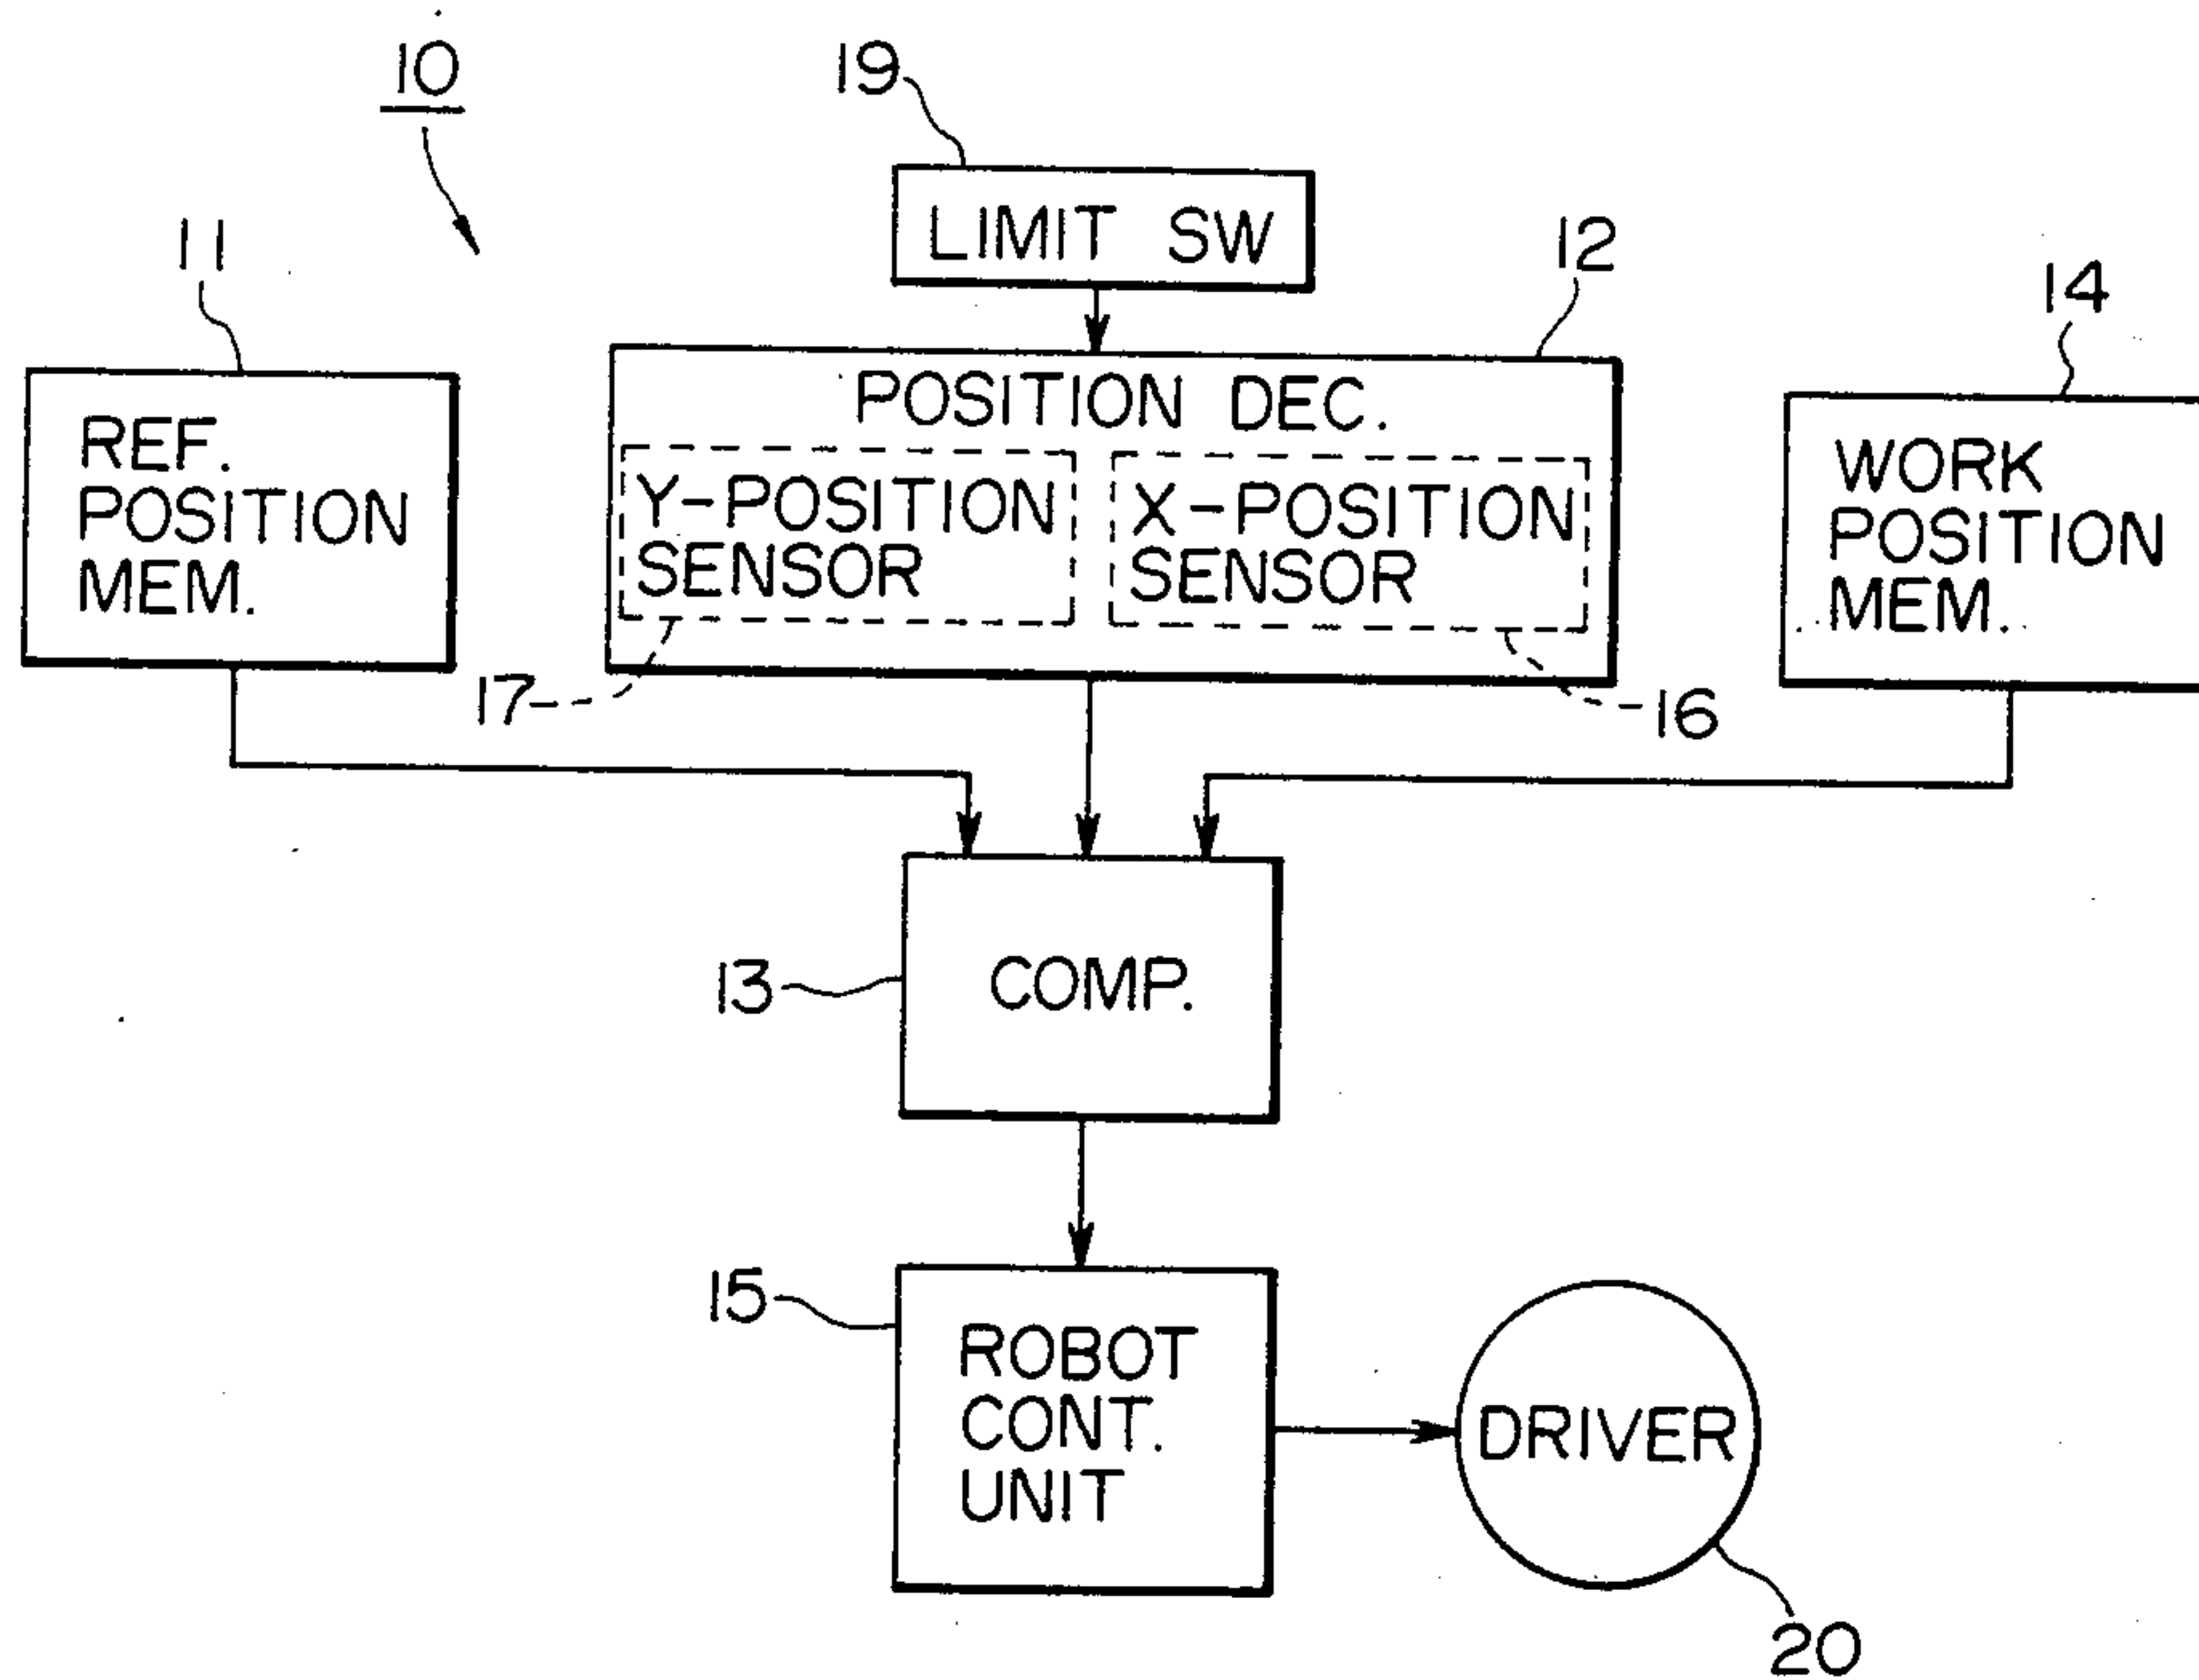 10
19
LIMIT SW
11
12
14
REF.
POSITION
MEM.
POSITION DEC.
Y-POSITION
SENSOR
X-POSITION
SENSOR
WORK
POSITION
MEM.
17
16
13
COMP.
15
ROBOT
CONT.
UNIT
DRIVER
20